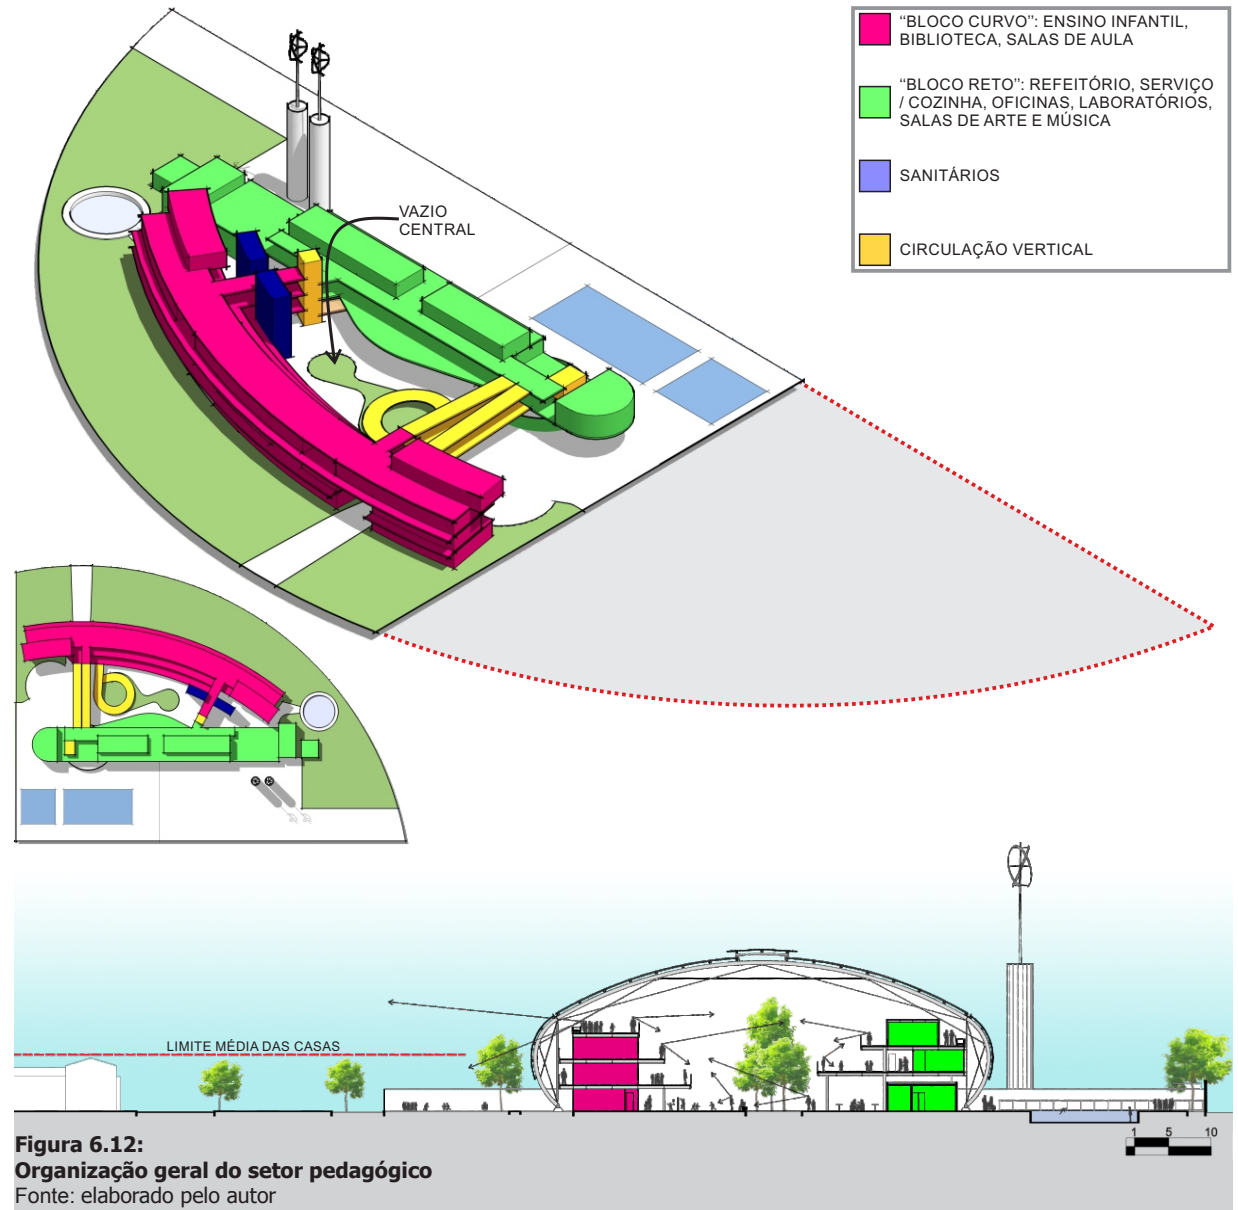 “BLOCO CURVO”: ENSINO INFANTIL,
BIBLIOTECA, SALAS DE AULA
“BLOCO RETO”: REFEITÓRIO, SERVIÇO
/ COZINHA, OFICINAS, LABORATÓRIOS,
SALAS DE ARTE E MÚSICA
SANITÁRIOS
CIRCULAÇÃO VERTICAL
VAZIO
CENTRAL
LIMITE MÉDIA DAS CASAS
1 5 10
Figura 6.12:
Organização geral do setor pedagógico
Fonte: elaborado pelo autor